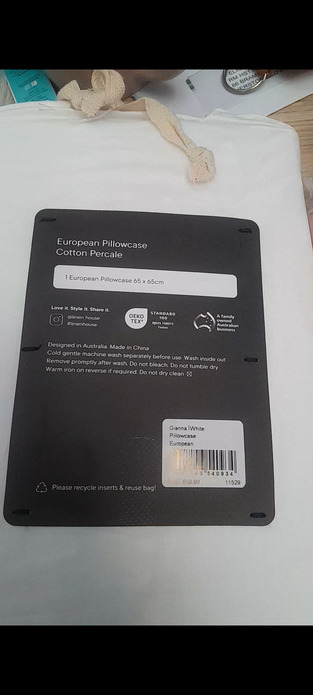 European Pillowcase
Cotton Percale
1 European Pillowcase 65 x 65cm
Love it. Style it. Share it.
@linen house
#linenhouse
OEKO
TEX®
STANDARD
100
A family
owned
Australian
business
Designed in Australia. Made in China
Cold gentle machine wash separately before use. Wash inside out
Remove promptly after wash. Do not bleach. Do not tumble dry
Warm iron on reverse if required. Do not dry clean
Gianna |White
Pillowcase
European
540934
11529
Please recycle inserts & reuse bag!